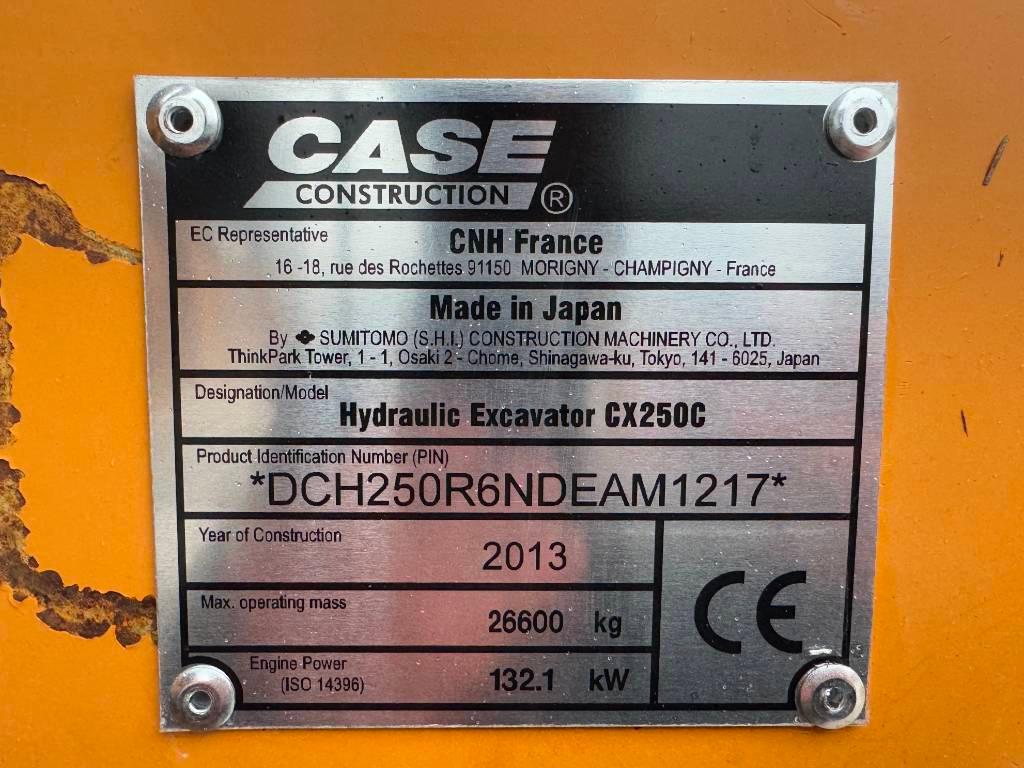 CASE
CONSTRUCTION ®
EC Representative
CNH France
16 -18, rue des Rochettes 91150 MORIGNY - CHAMPIGNY - France
Made in Japan
By SUMITOMO (S.H.I.) CONSTRUCTION MACHINERY CO., LTD.
ThinkPark Tower, 1 - 1, Osaki 2 - Chome, Shinagawa-ku, Tokyo, 141 - 6025, Japan
Designation/Model
Hydraulic Excavator CX250C
Product Identification Number (PIN)
*DCH250R6NDEAM1217*
Year of Construction
2013
Max. operating mass
26600 kg
Engine Power
(ISO 14396)
132.1 kW
CE